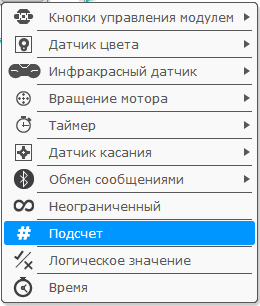 Кнопки управления модулем
Датчик цвета
Инфракрасный датчик
Вращение мотора
Таймер
Датчик касания
Обмен сообщениями
Неограниченный
# Подсчет
Логическое значение
Время